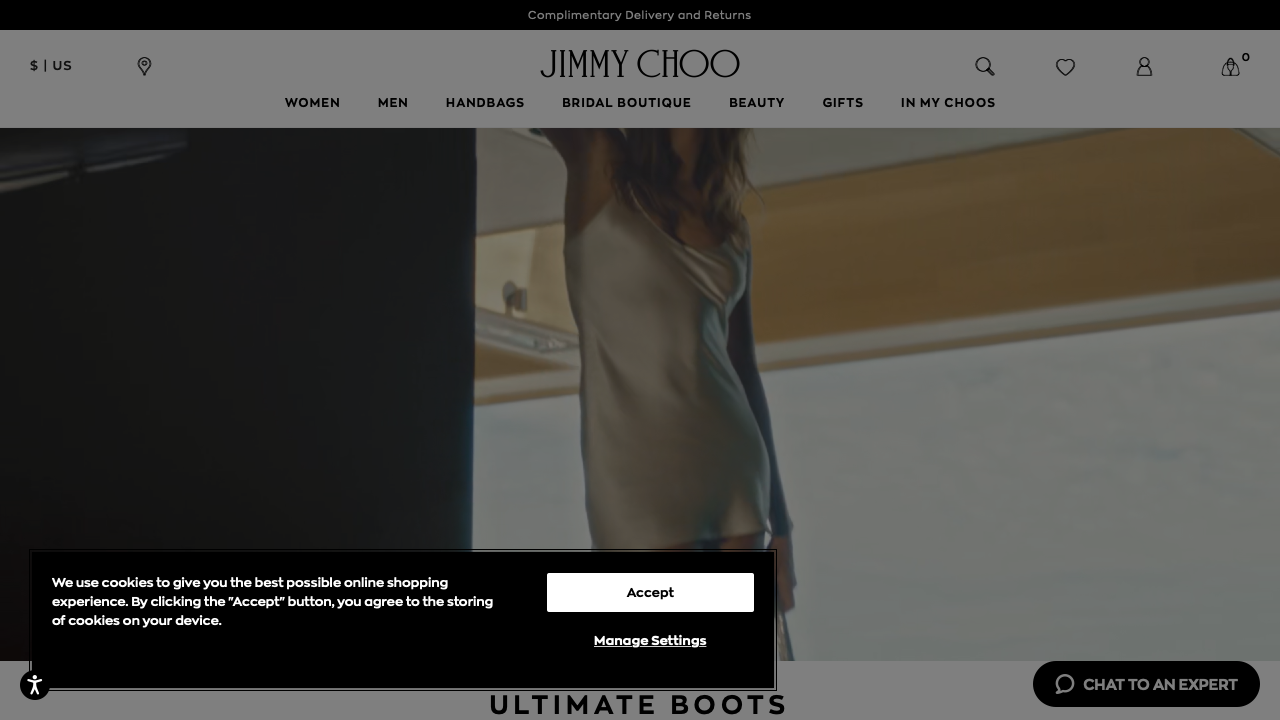 Complimentary Delivery and Returns
$ | US
JIMMY CHOO
0
WOMEN MEN HANDBAGS BRIDAL BOUTIQUE BEAUTY GIFTS IN MY CHOOS
We use cookies to give you the best possible online shopping
experience. By clicking the "Accept" button, you agree to the storing
of cookies on your device.
Accept
Manage Settings
ULTIMATE BOOTS
CHAT TO AN EXPERT